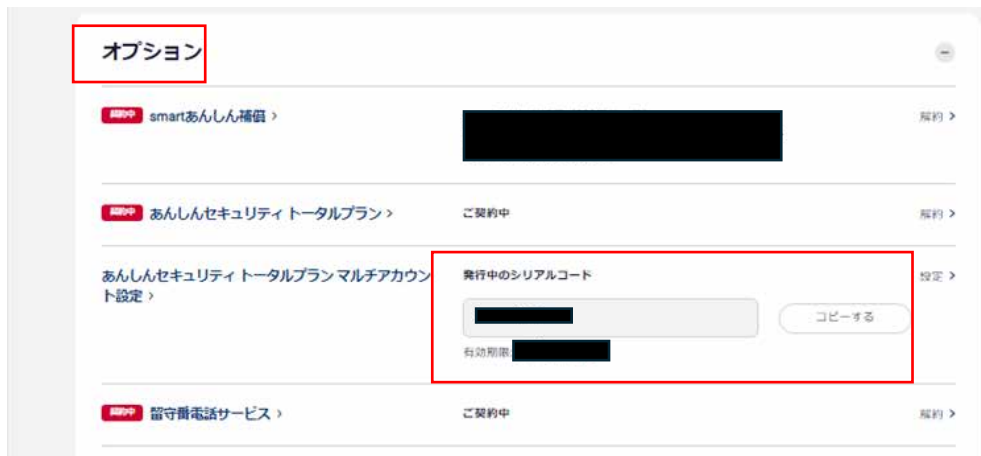 オプション
契約中 smartあんしん補償 >
解約 >
契約中 あんしんセキュリティ トータルプラン >
ご契約中
解約 >
あんしんセキュリティ トータルプラン マルチアカウン
ト設定 >
発行中のシリアルコード
コピーする
有効期限:
設定 >
契約中 留守番電話サービス >
ご契約中
解約 >